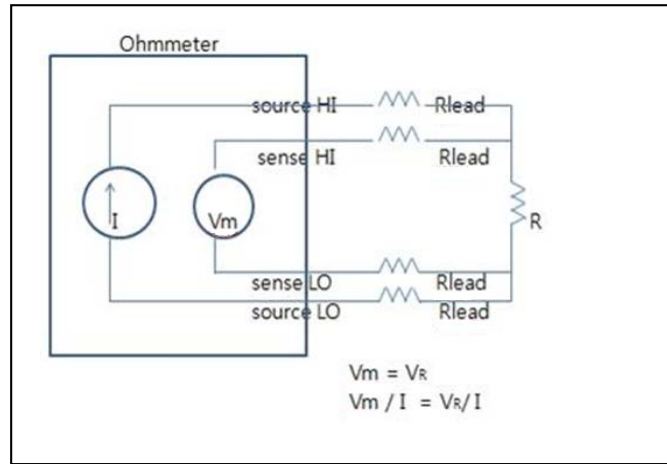 Ohmmeter
source HI Rlead
sense HI Rlead
I Vm R
sense LO Rlead
source LO Rlead
Vm = VR
Vm / I = VR/ I